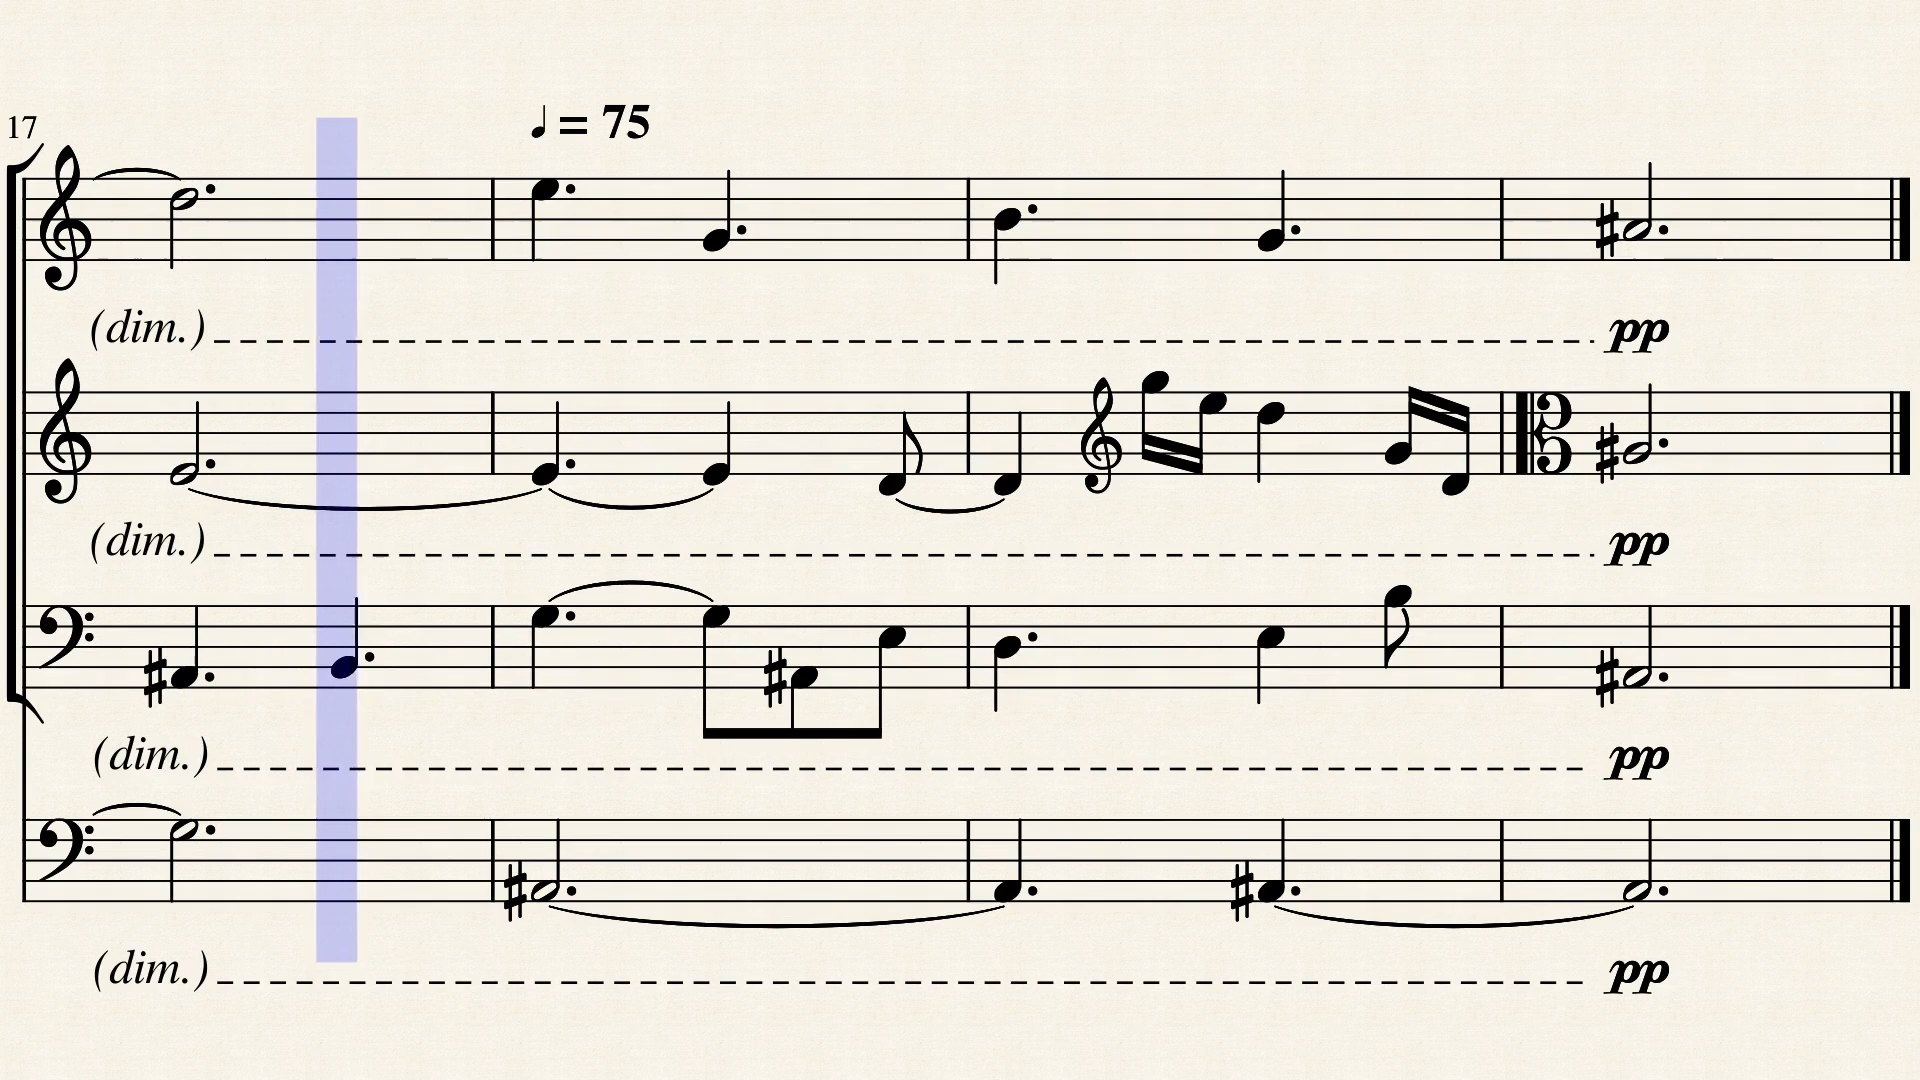 17
♩ = 75
(dim.)
pp
(dim.)
pp
(dim.)
pp
(dim.)
pp